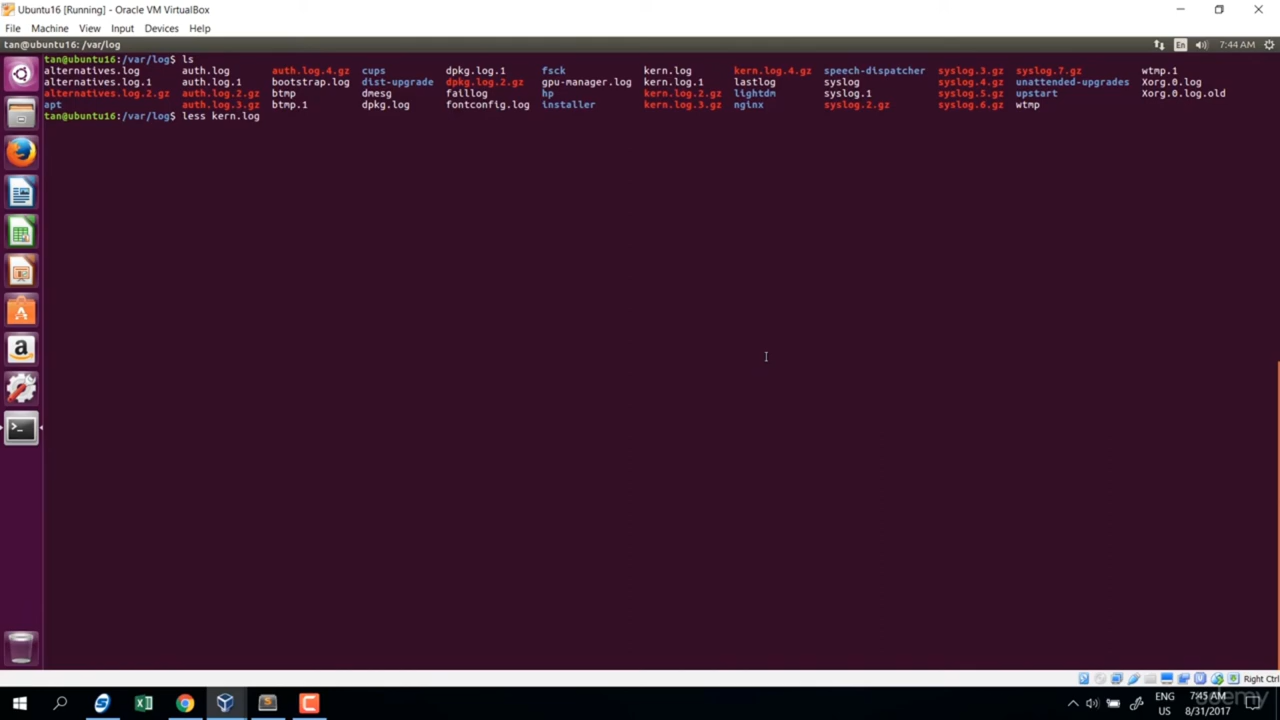 Ubuntu16 [Running] - Oracle VM VirtualBox
File Machine View Input Devices Help
tan@ubuntu16: /var/log
En 7:44 AM
tan@ubuntu16:/var/log$ ls
alternatives.log auth.log auth.log.4.gz cups dpkg.log.1 fsck kern.log kern.log.4.gz speech-dispatcher syslog.3.gz syslog.7.gz wtmp.1
alternatives.log.1 auth.log.1 bootstrap.log dist-upgrade dpkg.log.2.gz gpu-manager.log kern.log.1 lastlog syslog syslog.4.gz unattended-upgrades Xorg.0.log
alternatives.log.2.gz auth.log.2.gz btmp dmesg faillog hp kern.log.2.gz lightdm syslog.1 syslog.5.gz upstart Xorg.0.log.old
apt auth.log.3.gz btmp.1 dpkg.log fontconfig.log installer kern.log.3.gz nginx syslog.2.gz syslog.6.gz wtmp
tan@ubuntu16:/var/log$ less kern.log
Right Ctrl
ENG 7:45 AM
US 8/31/2017
udemy